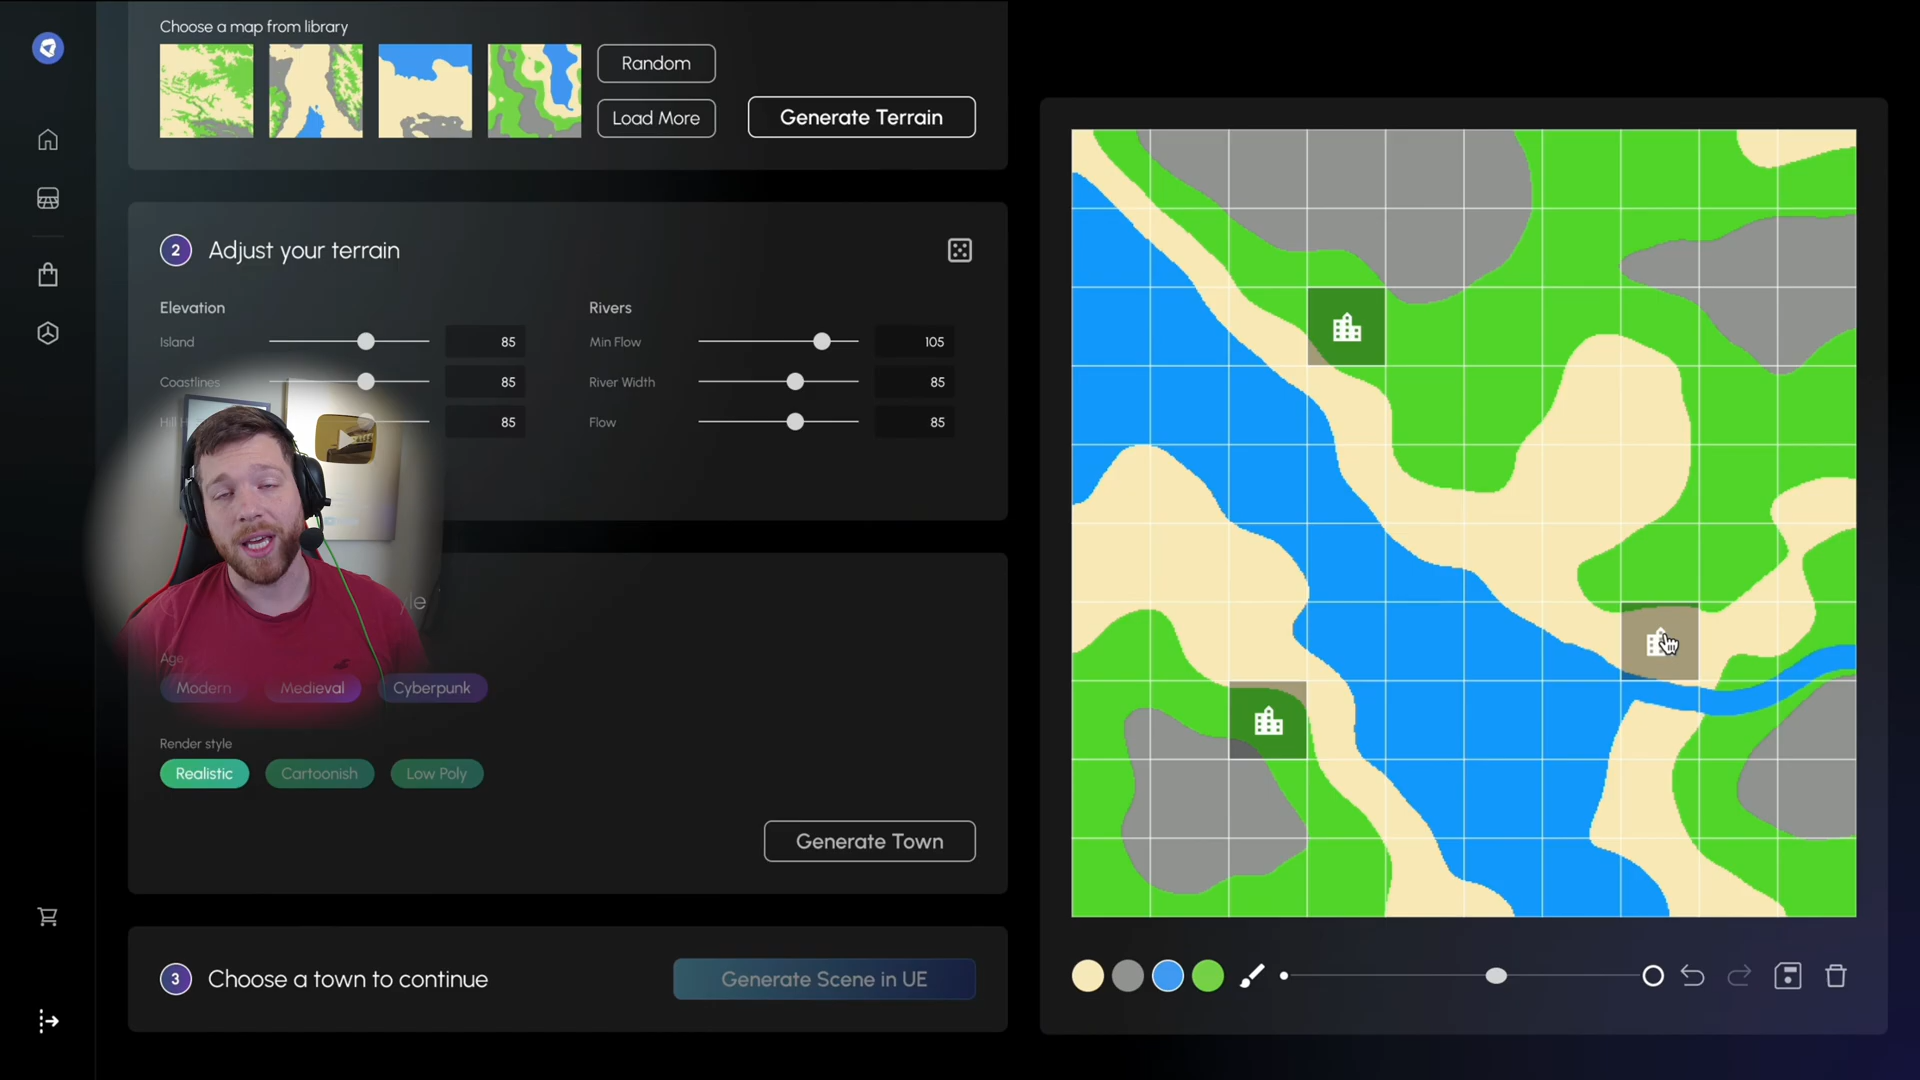 Choose a map from library
Random
Load More
Generate Terrain
2 Adjust your terrain
Elevation
Rivers
Island 85
Min Flow 105
Coastlines 85
River Width 85
85
Flow 85
Age
Modern Medieval Cyberpunk
Render style
Realistic Cartoonish Low Poly
Generate Town
3 Choose a town to continue
Generate Scene in UE